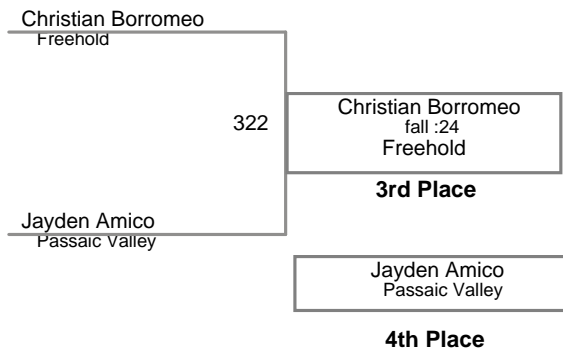 Christian Borromeo
Freehold
322
Christian Borromeo
fall :24
Freehold
3rd Place
Jayden Amico
Passaic Valley
Jayden Amico
Passaic Valley
4th Place